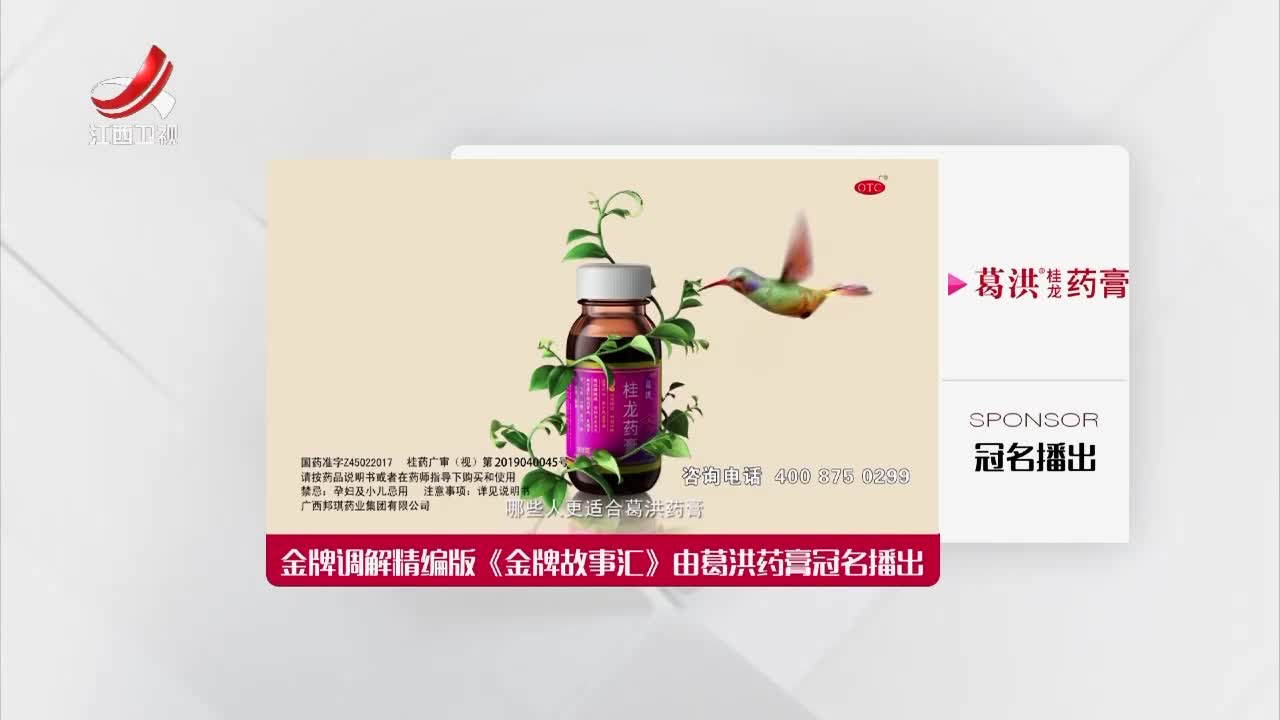 江西卫视
OTC
葛洪®桂龙药膏
SPONSOR
冠名播出
葛洪
桂龙药膏
国药准字Z45022017 桂药广审（视）第2019040045号
请按药品说明书或者在药师指导下购买和使用
禁忌：孕妇及小儿忌用 注意事项：详见说明书
广西邦琪药业集团有限公司
咨询电话 400 875 0299
哪些人更适合葛洪药膏
金牌调解精编版《金牌故事汇》由葛洪药膏冠名播出